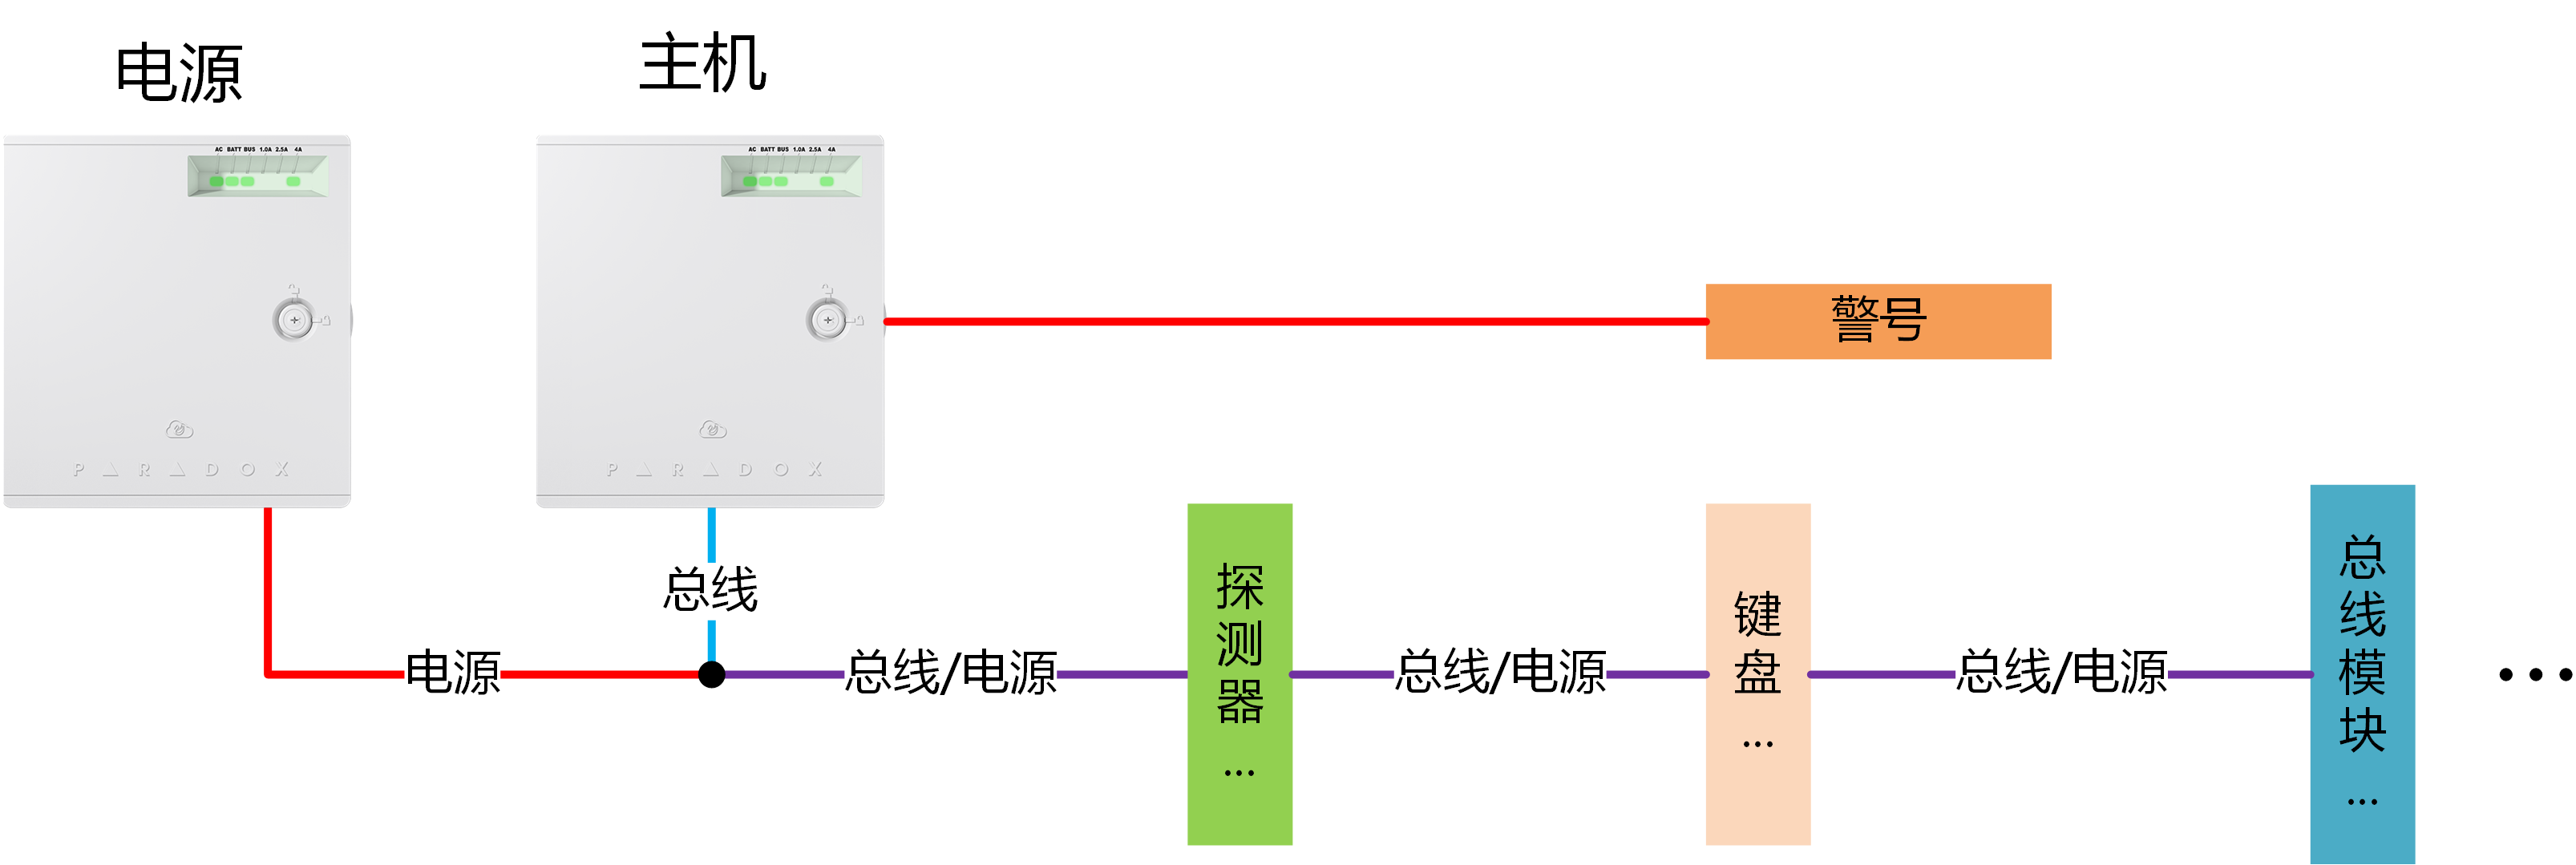 电源
主机
AC BATT BUS 1.0A 2.5A 4A
AC BATT BUS 1.0A 2.5A 4A
警号
PARADOX
PARADOX
总线
电源
总线/电源
探测器
...
总线/电源
键盘
...
总线/电源
总线模块
...
...